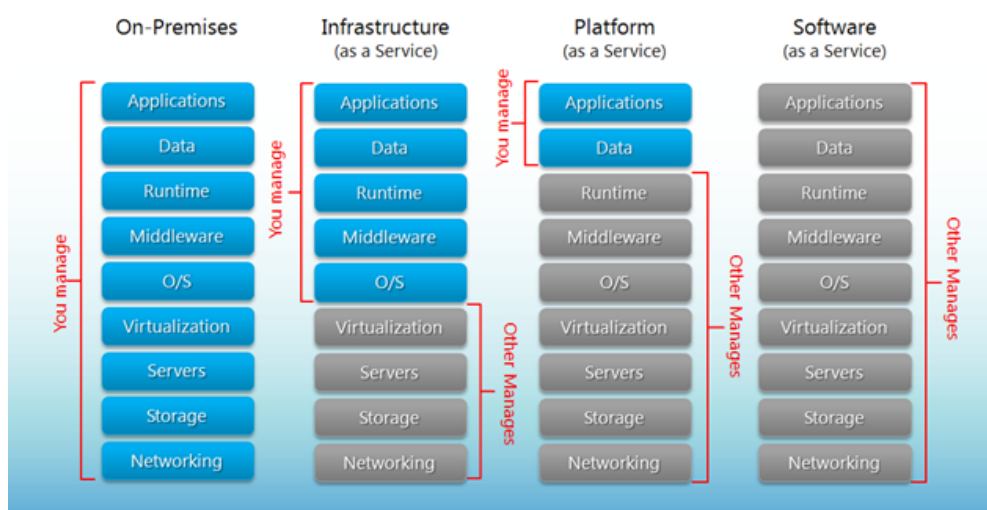 On-Premises
You manage
Applications
Data
Runtime
Middleware
O/S
Virtualization
Servers
Storage
Networking
Infrastructure
(as a Service)
You manage
Applications
Data
Runtime
Middleware
O/S
Virtualization
Servers
Storage
Networking
Other Manages
Platform
(as a Service)
You manage
Applications
Data
Runtime
Middleware
O/S
Virtualization
Servers
Storage
Networking
Other Manages
Software
(as a Service)
Applications
Data
Runtime
Middleware
O/S
Virtualization
Servers
Storage
Networking
Other Manages